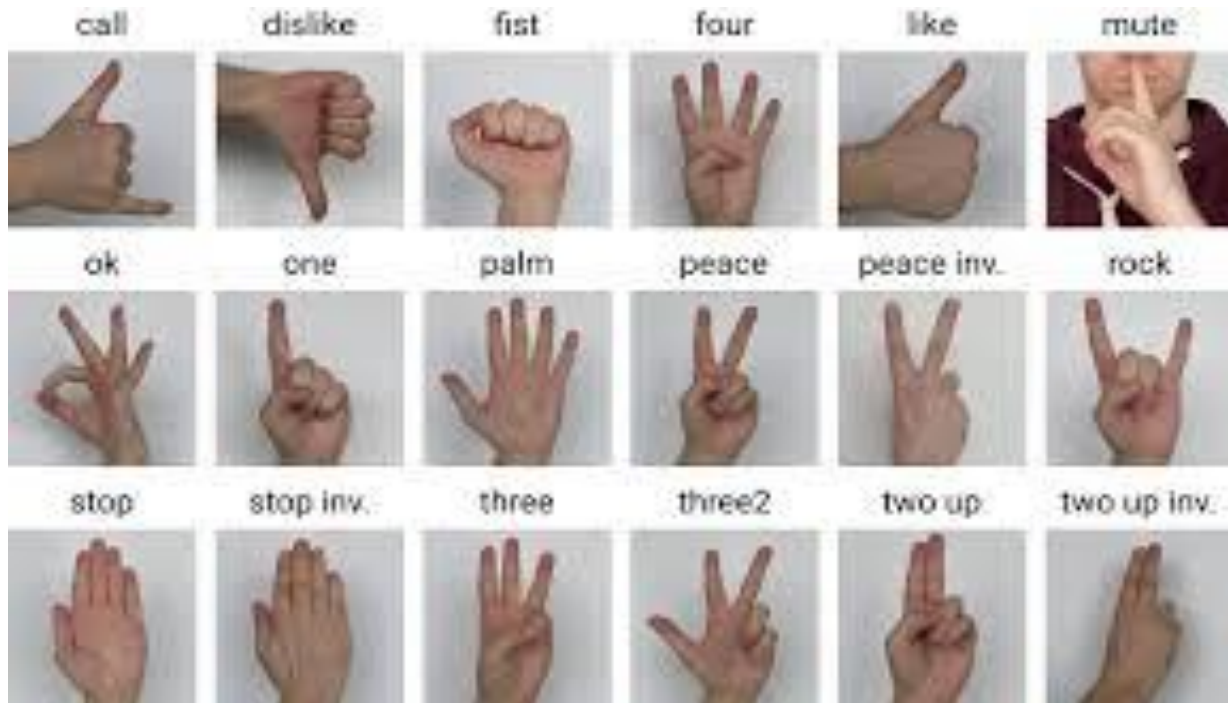 call dislike fist four like mute
ok one palm peace peace inv. rock
stop stop inv. three three2 two up two up inv.